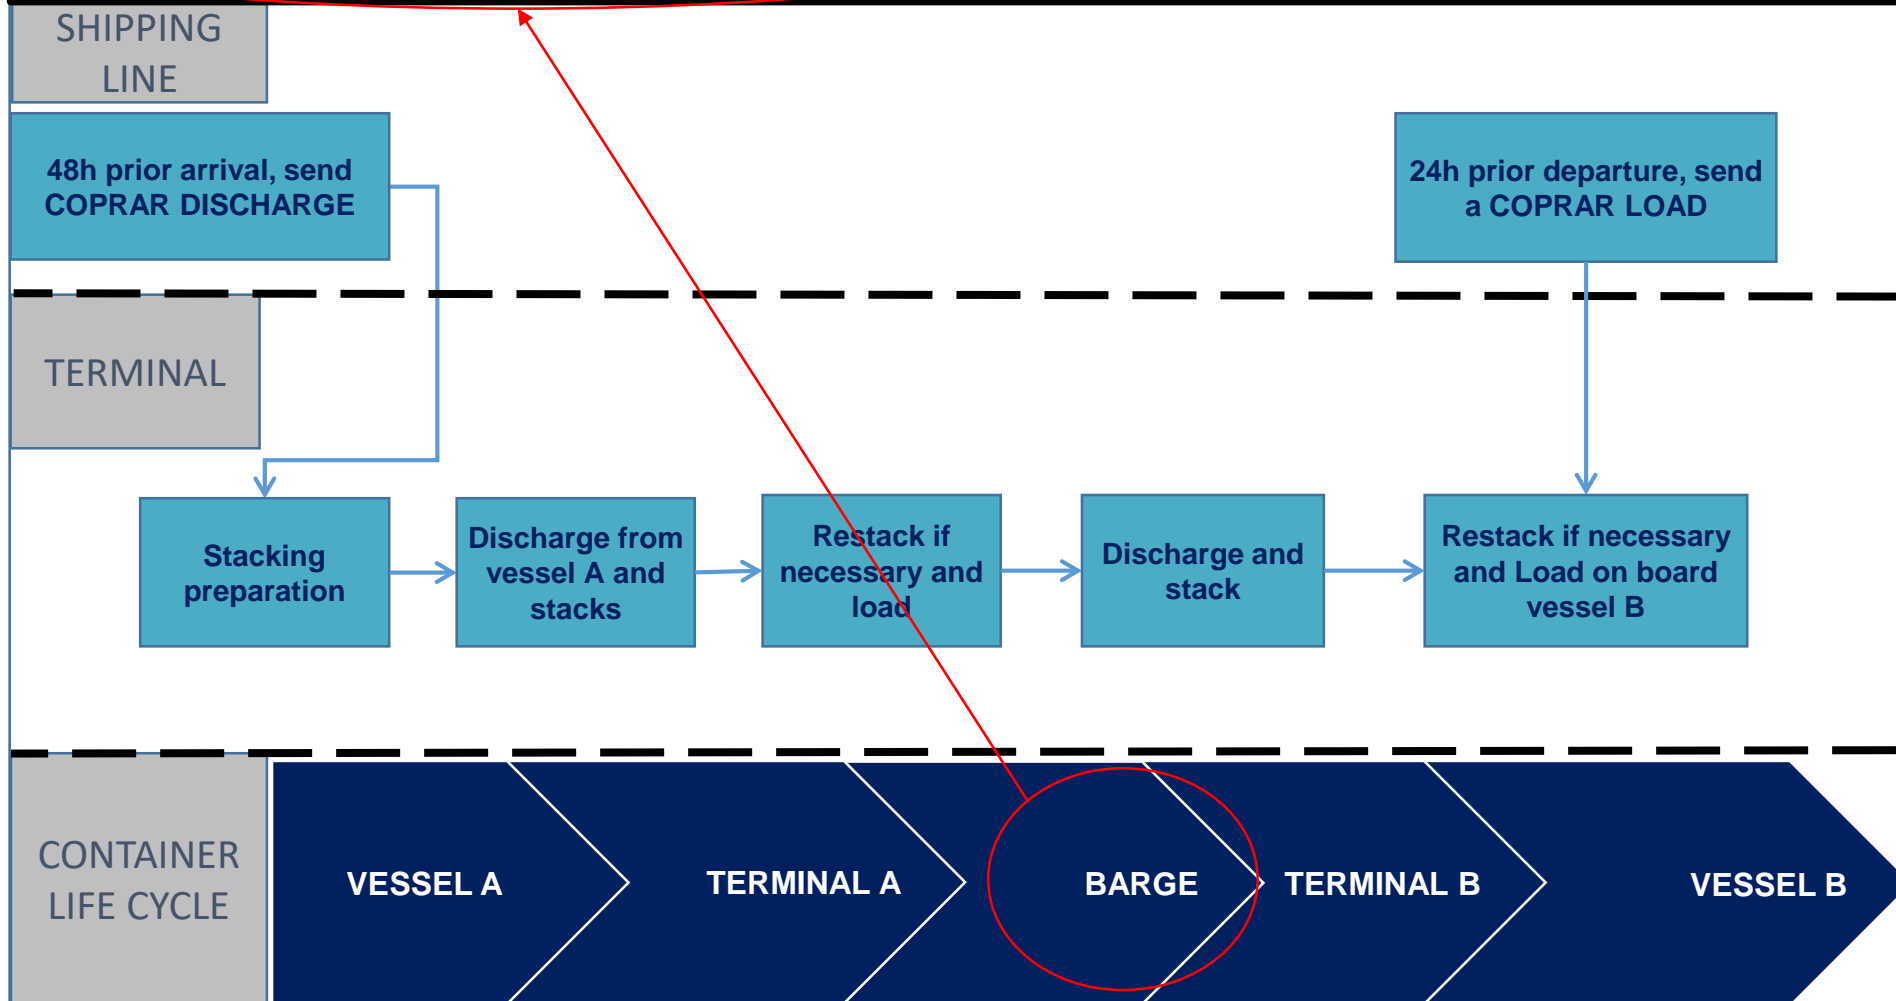 SHIPPING
LINE
48h prior arrival, send
COPRAR DISCHARGE
24h prior departure, send
a COPRAR LOAD
TERMINAL
Stacking
preparation
Discharge from
vessel A and
stacks
Restack if
necessary and
load
Discharge and
stack
Restack if necessary
and Load on board
vessel B
CONTAINER
LIFE CYCLE
VESSEL A
TERMINAL A
BARGE
TERMINAL B
VESSEL B